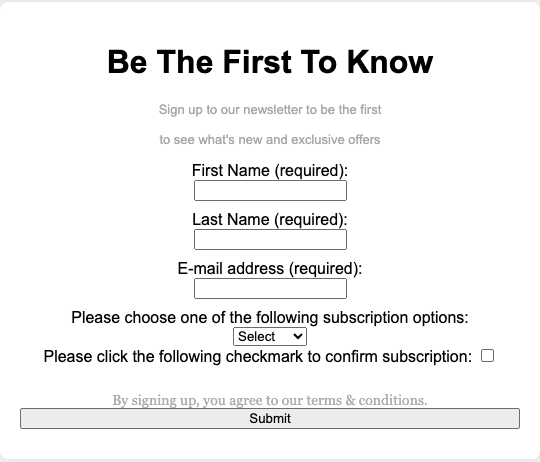 Be The First To Know
Sign up to our newsletter to be the first
to see what's new and exclusive offers
First Name (required):
Last Name (required):
E-mail address (required):
Please choose one of the following subscription options:
Select
Please click the following checkmark to confirm subscription:
By signing up, you agree to our terms & conditions.
Submit